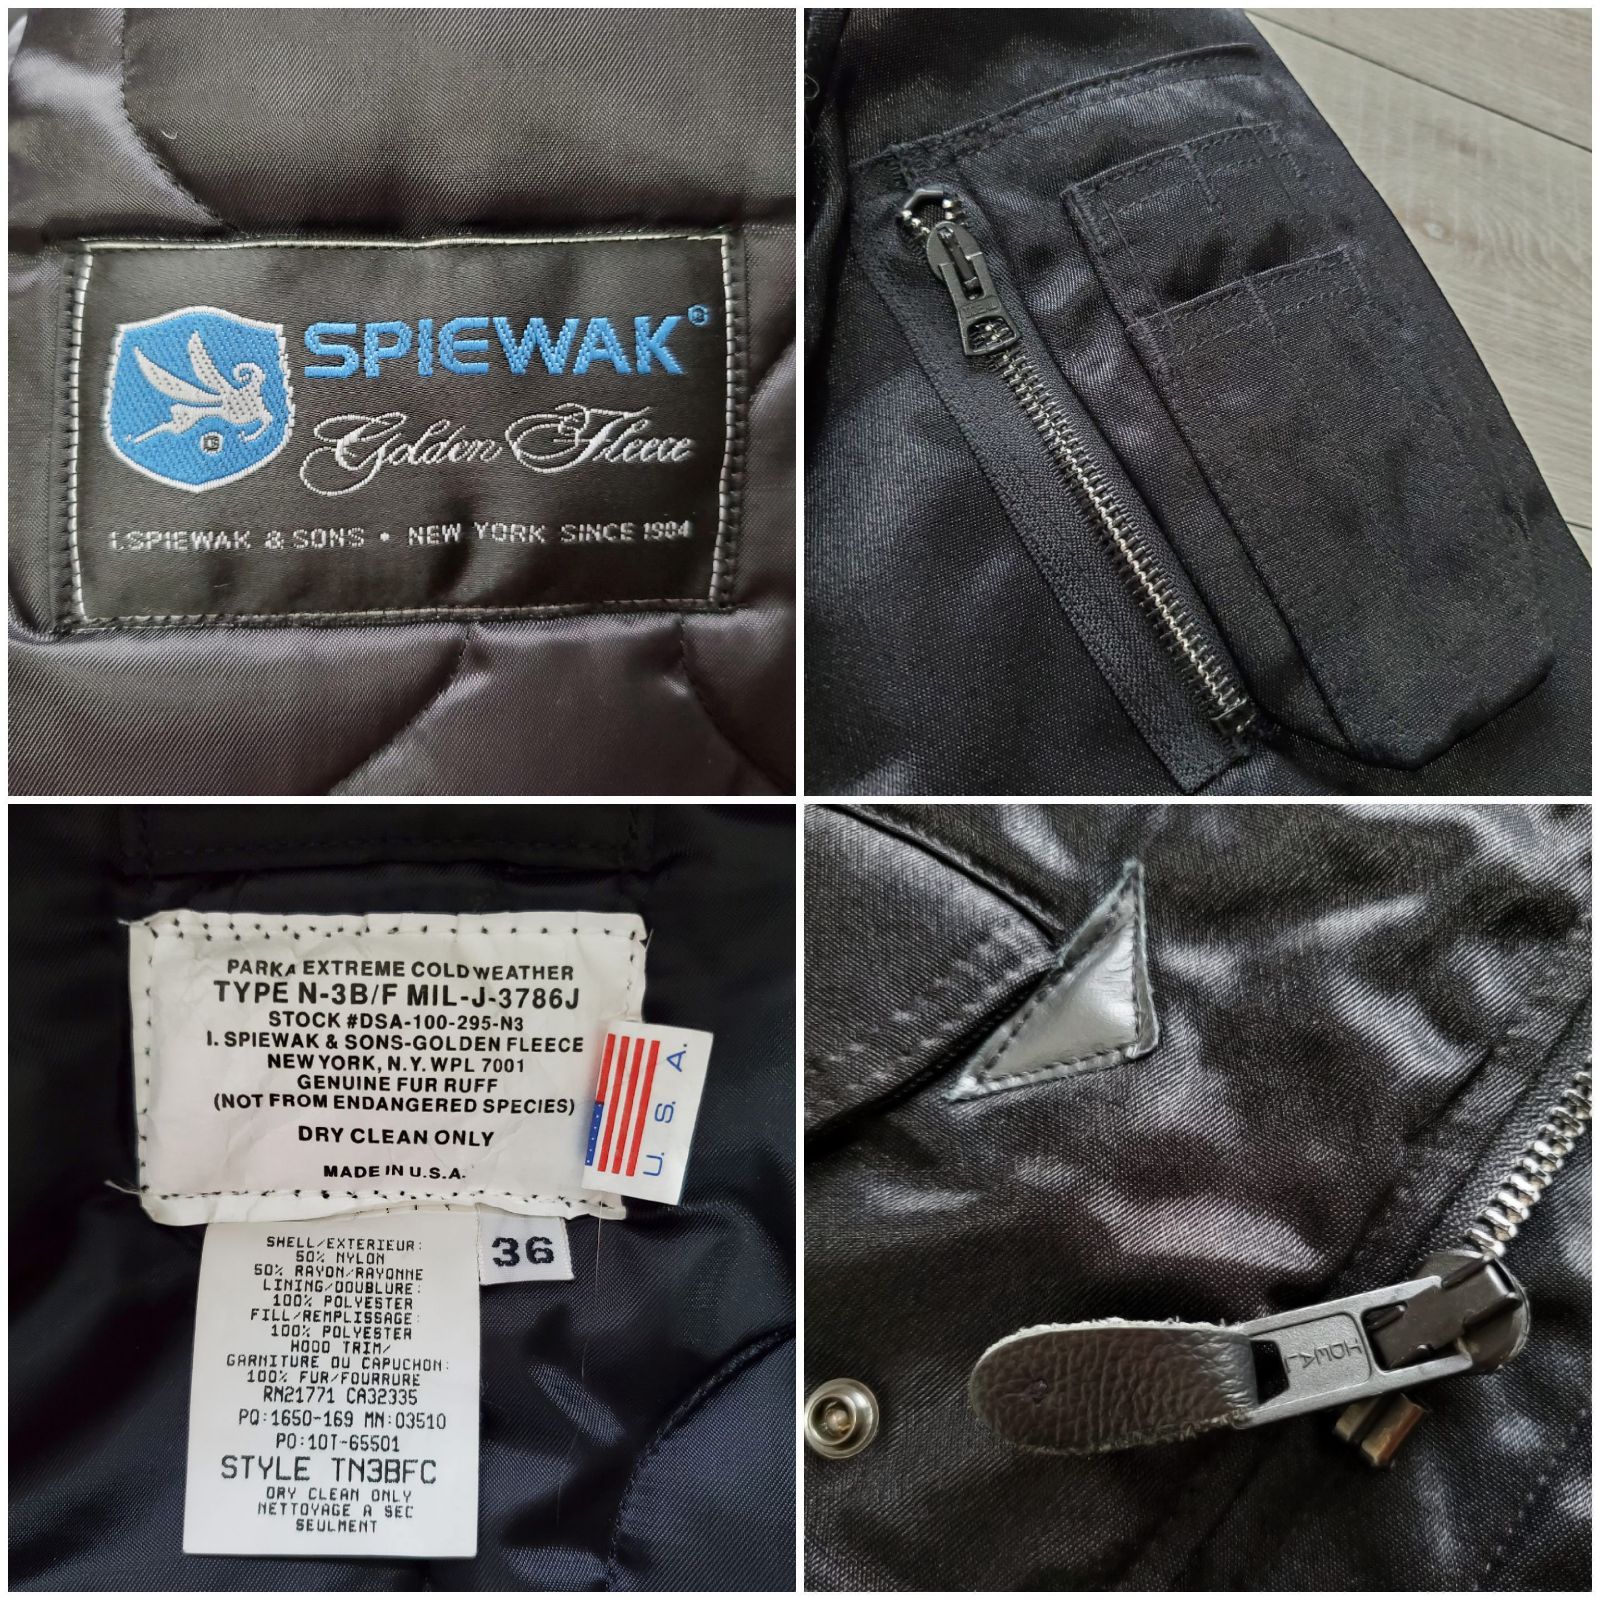 SPIEWAK®
Golden Fleece
I.SPIEWAK & SONS • NEW YORK SINCE 1904
PARKA EXTREME COLD WEATHER
TYPE N-3B/F MIL-J-3786J
STOCK #DSA-100-295-N3
I. SPIEWAK & SONS-GOLDEN FLEECE
NEW YORK, N.Y. WPL 7001
GENUINE FUR RUFF
(NOT FROM ENDANGERED SPECIES)
DRY CLEAN ONLY
MADE IN U.S.A.
U.S.A.
36
SHELL/EXTERIEUR:
50% NYLON
50% RAYON/RAYONNE
LINING/DOUBLURE:
100% POLYESTER
FILL/REMPLISSAGE:
100% POLYESTER
HOOD TRIM/
GARNITURE DU CAPUCHON:
100% FUR/FOURRURE
RN21771 CA32335
PQ:1650-169 MN:03510
PO:10T-65501
STYLE TN3BFC
DRY CLEAN ONLY
NETTOYAGE A SEC
SEULMENT